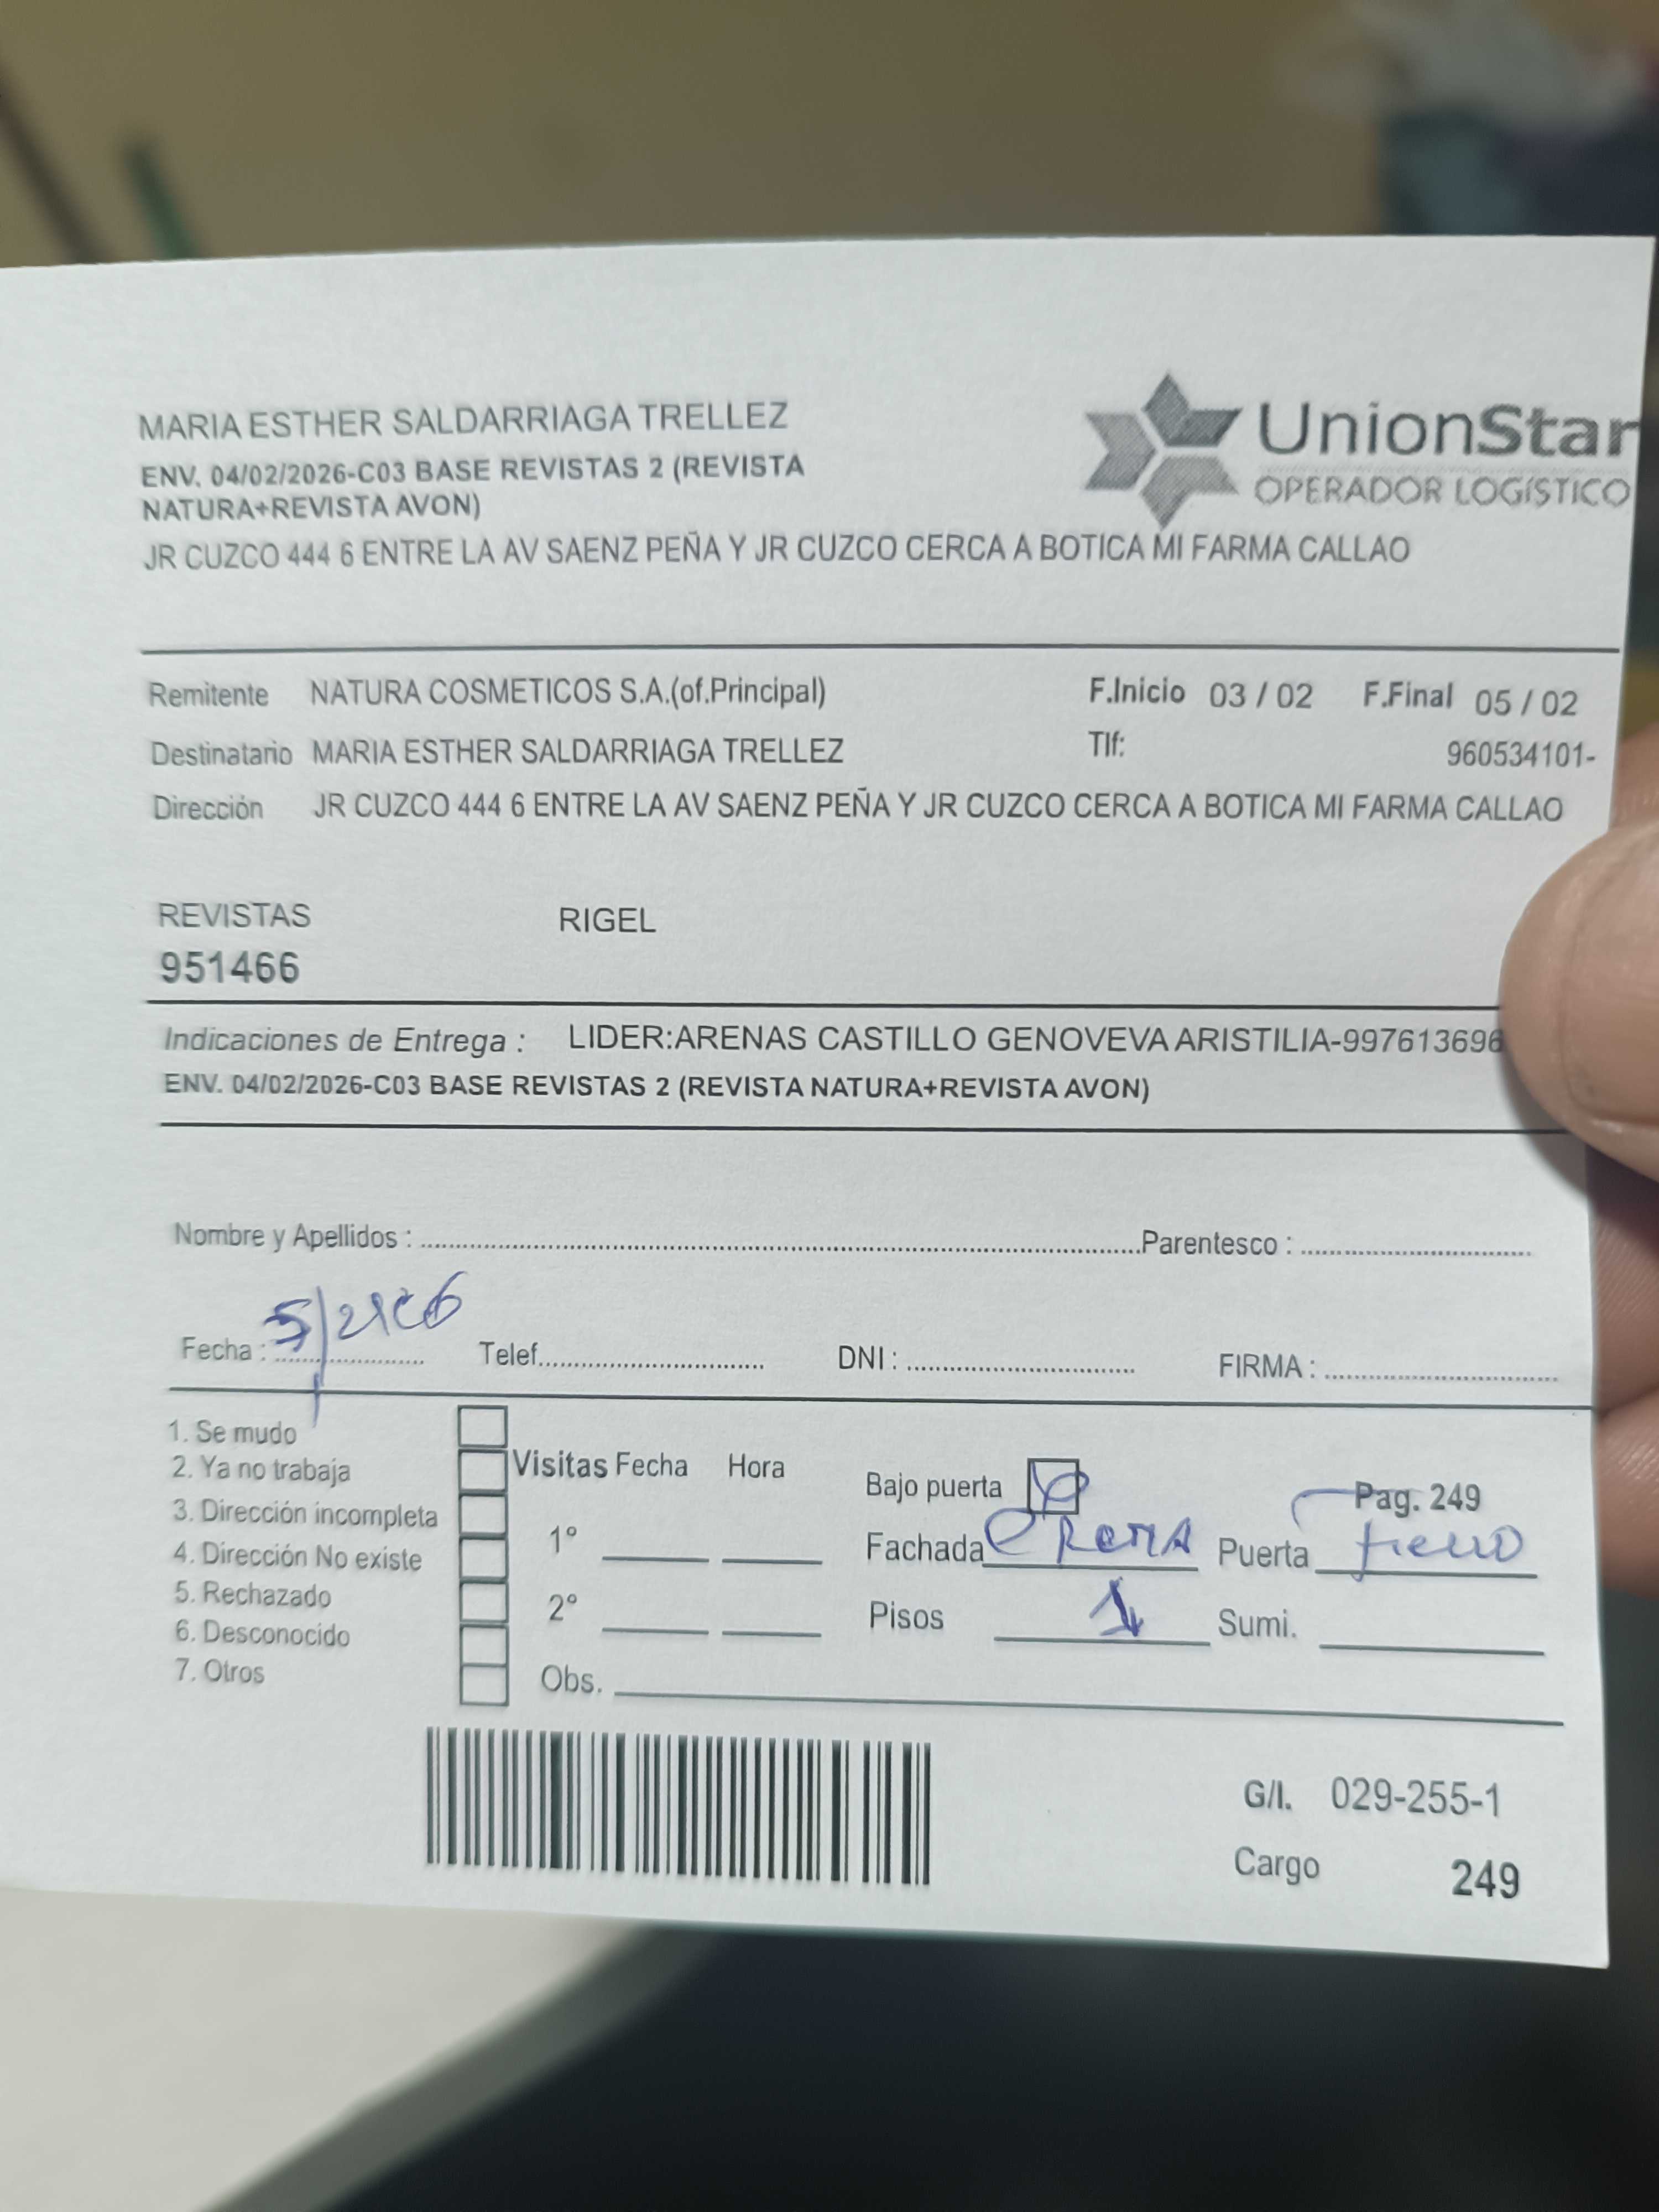 MARIA ESTHER SALDARRIAGA TRELLEZ
ENV. 04/02/2026-C03 BASE REVISTAS 2 (REVISTA
NATURA+REVISTA AVON)
JR CUZCO 444 6 ENTRE LA AV SAENZ PEÑA Y JR CUZCO CERCA A BOTICA MI FARMA CALLAO
UnionStar
OPERADOR LOGÍSTICO
Remitente NATURA COSMETICOS S.A.(of.Principal) F.Inicio 03 / 02 F.Final 05 / 02
Destinatario MARIA ESTHER SALDARRIAGA TRELLEZ Tlf: 960534101-
Dirección JR CUZCO 444 6 ENTRE LA AV SAENZ PEÑA Y JR CUZCO CERCA A BOTICA MI FARMA CALLAO
REVISTAS RIGEL
951466
Indicaciones de Entrega : LIDER:ARENAS CASTILLO GENOVEVA ARISTILIA-997613696
ENV. 04/02/2026-C03 BASE REVISTAS 2 (REVISTA NATURA+REVISTA AVON)
Nombre y Apellidos : Parentesco :
Fecha : Telef. DNI : FIRMA :
1. Se mudo
2. Ya no trabaja
3. Dirección incompleta
4. Dirección No existe
5. Rechazado
6. Desconocido
7. Otros
Visitas Fecha Hora
1°
2°
Obs.
Bajo puerta Pag. 249
Fachada CREMA Puerta fierro
Pisos 1 Sumi.
G/I. 029-255-1
Cargo 249